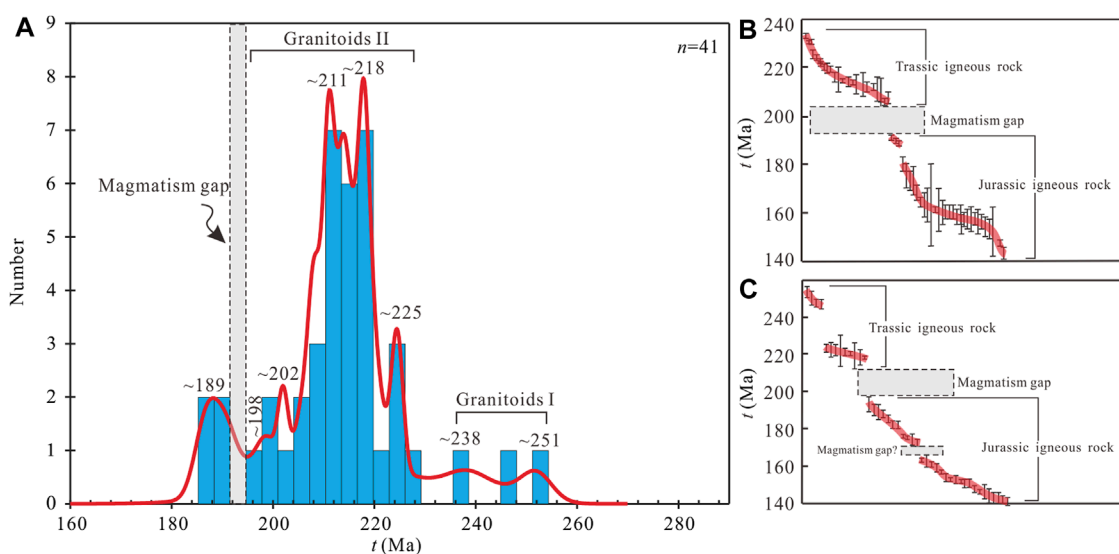 A
9
8
7
6
5
4
3
2
1
0
Number
160
180
200
220
240
260
280
t (Ma)
Granitoids II
n=41
~211
~218
Magmatism gap
~225
~189
~198
~202
Granitoids I
~238
~251
B
240
220
200
180
160
140
t (Ma)
Trassic igneous rock
Magmatism gap
Jurassic igneous rock
C
260
240
220
200
180
160
140
t (Ma)
Trassic igneous rock
Magmatism gap
Magmatism gap?
Jurassic igneous rock